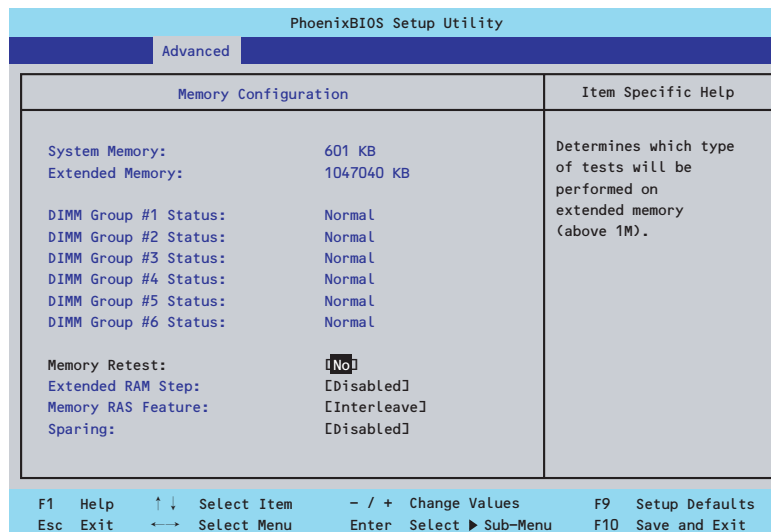 PhoenixBIOS Setup Utility
Advanced
Memory Configuration
Item Specific Help
System Memory: 601 KB
Extended Memory: 1047040 KB
DIMM Group #1 Status: Normal
DIMM Group #2 Status: Normal
DIMM Group #3 Status: Normal
DIMM Group #4 Status: Normal
DIMM Group #5 Status: Normal
DIMM Group #6 Status: Normal
Memory Retest: [No]
Extended RAM Step: [Disabled]
Memory RAS Feature: [Interleave]
Sparing: [Disabled]
Determines which type
of tests will be
performed on
extended memory
(above 1M).
F1 Help ↑↓ Select Item - / + Change Values F9 Setup Defaults
Esc Exit ←→ Select Menu Enter Select ▶ Sub-Menu F10 Save and Exit